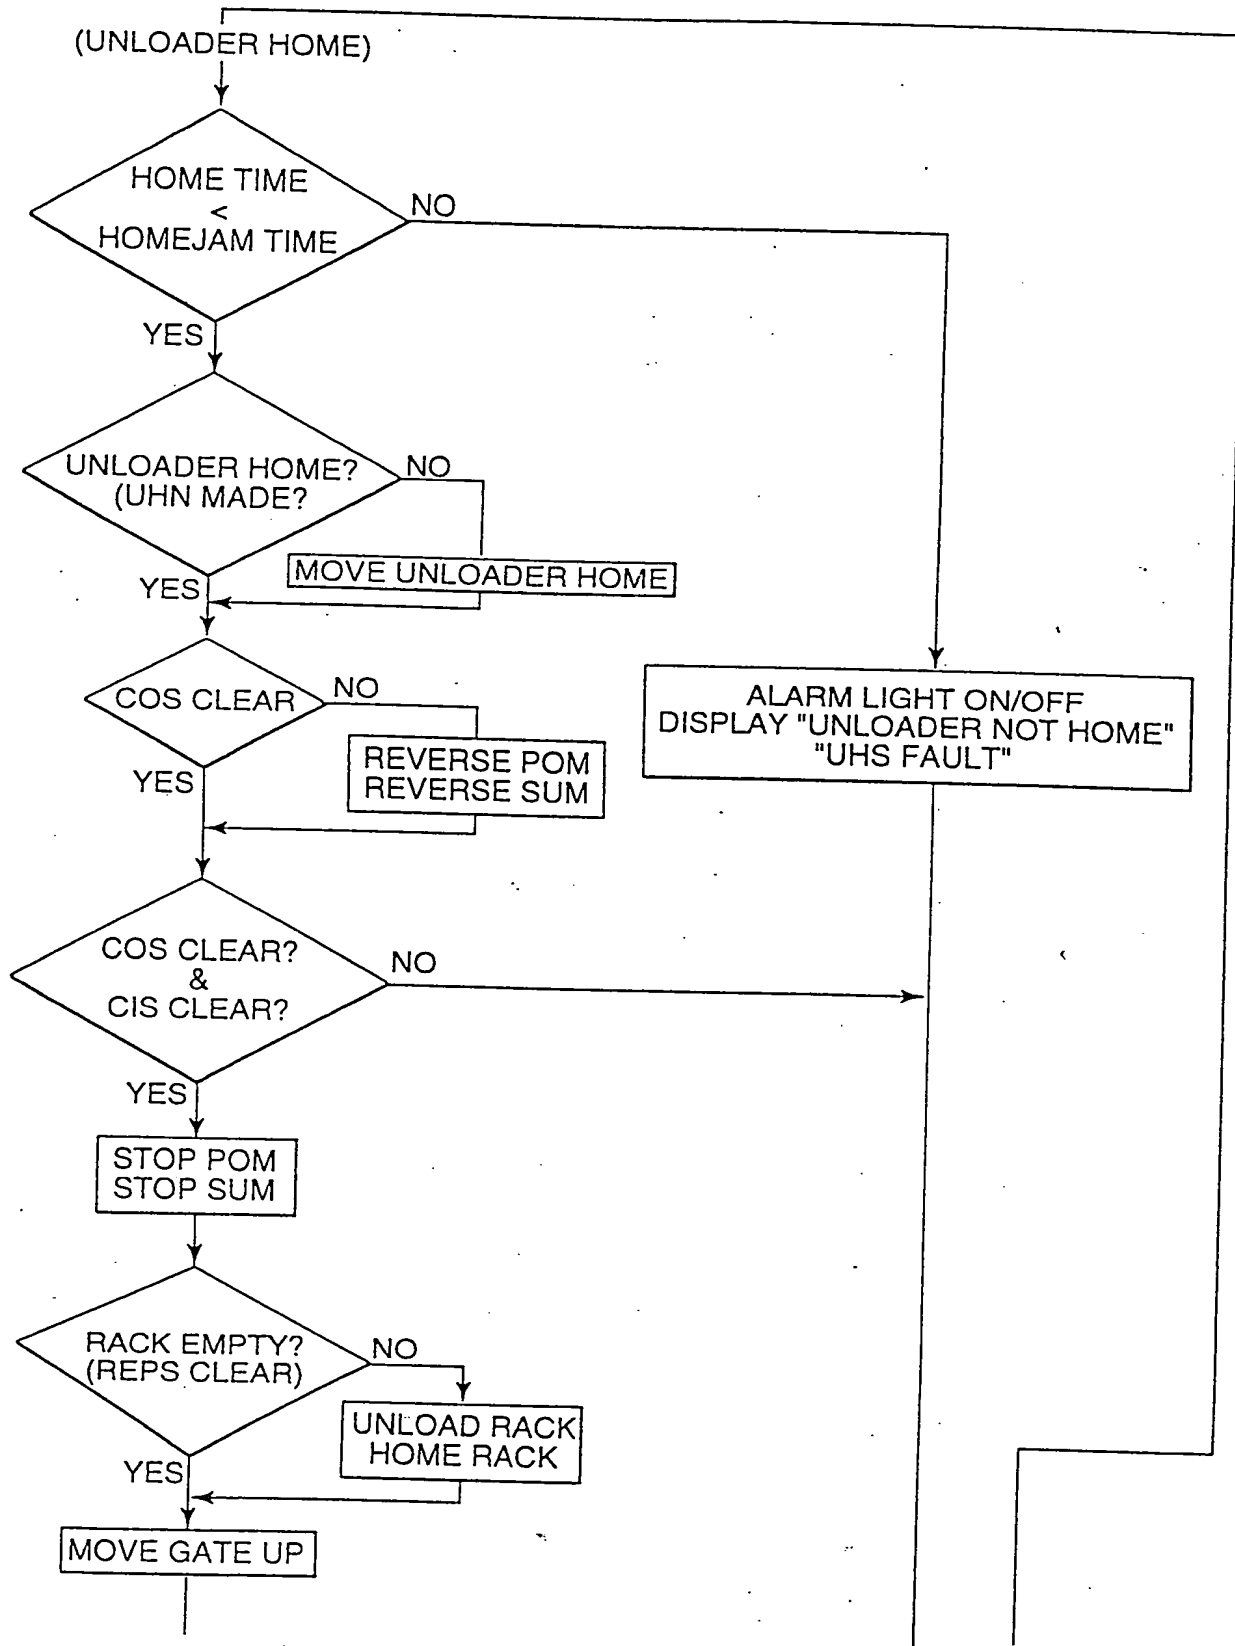 (UNLOADER HOME)
HOME TIME
<
HOMEJAM TIME
NO
YES
UNLOADER HOME?
(UHN MADE?
NO
MOVE UNLOADER HOME
YES
COS CLEAR
NO
REVERSE POM
REVERSE SUM
YES
ALARM LIGHT ON/OFF
DISPLAY "UNLOADER NOT HOME"
"UHS FAULT"
COS CLEAR?
&
CIS CLEAR?
NO
YES
STOP POM
STOP SUM
RACK EMPTY?
(REPS CLEAR)
NO
UNLOAD RACK
HOME RACK
YES
MOVE GATE UP